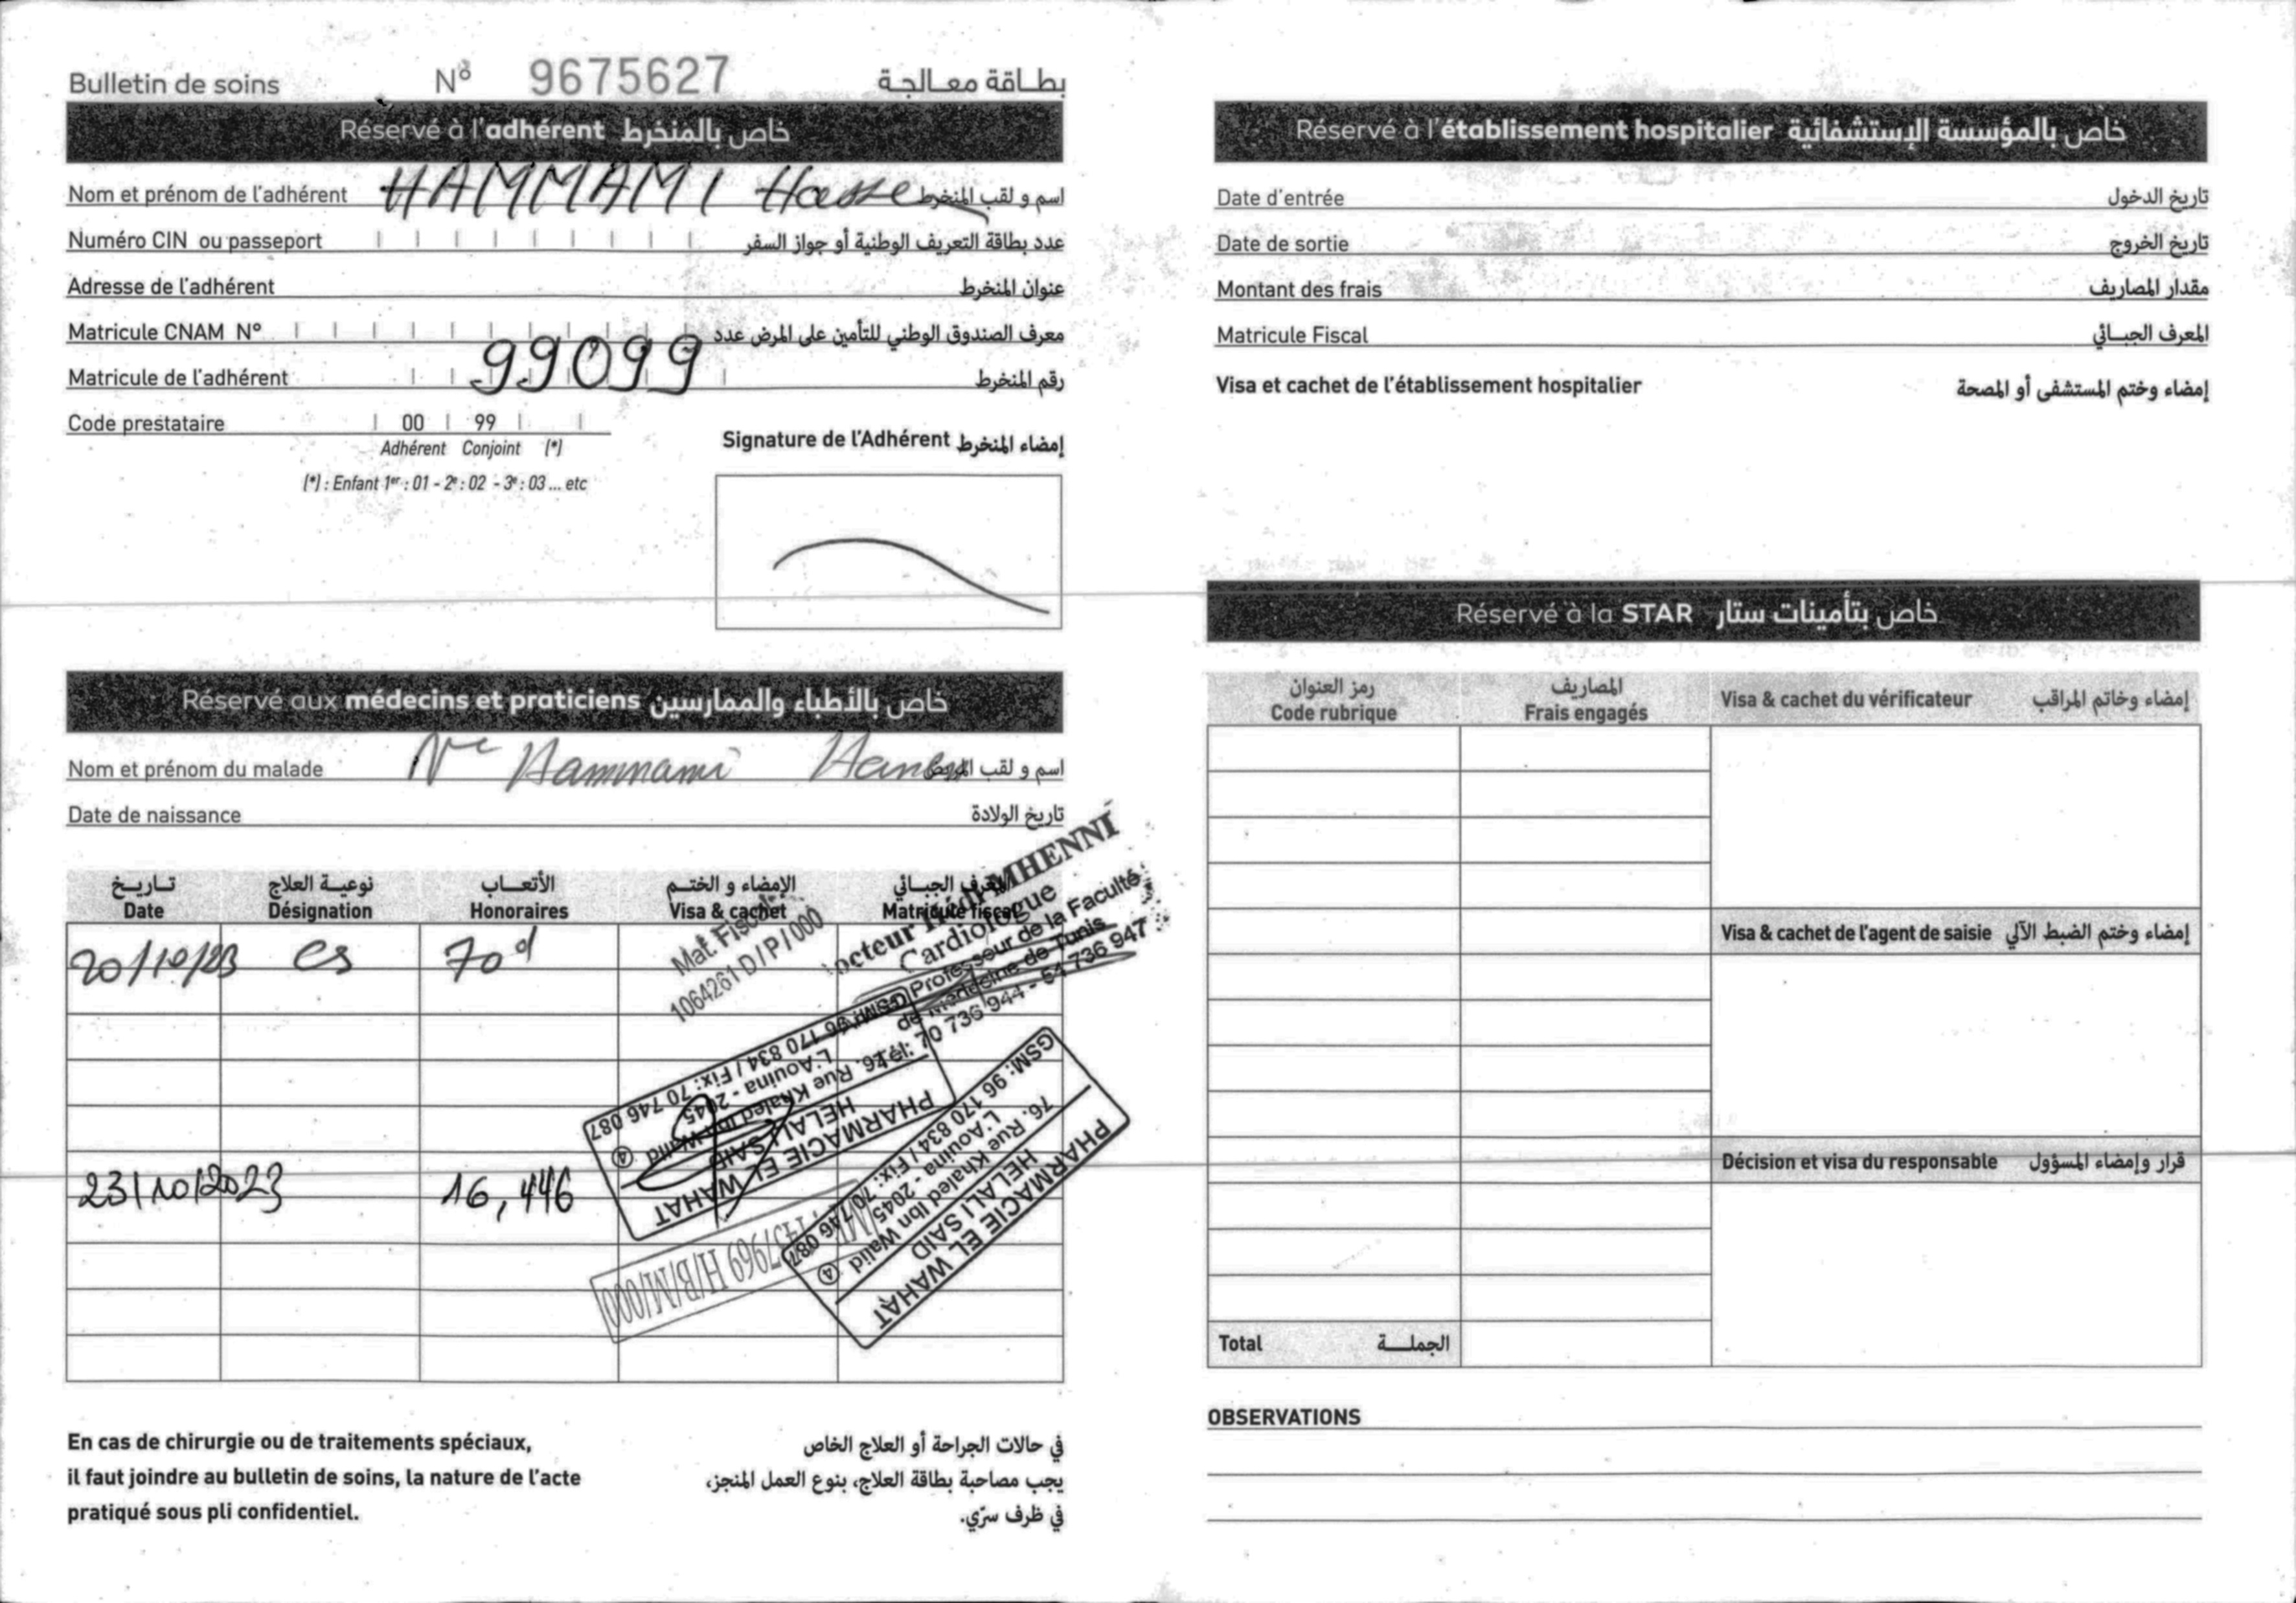 Bulletin de soins N° 9675627 بطاقة معالجة
Réservé à l'adhérent خاص بالمنخرط
Nom et prénom de l'adhérent HAMMAMI اسم و لقب المنخرط
Numéro CIN ou passeport عدد بطاقة التعريف الوطنية أو جواز السفر
Adresse de l'adhérent عنوان المنخرط
Matricule CNAM N° معرف الصندوق الوطني للتأمين على المرض عدد
Matricule de l'adhérent 99099 رقم المنخرط
Code prestataire 00 99
Adhérent Conjoint (*)
(*) : Enfant 1er : 01 - 2e : 02 - 3e : 03 ... etc
Signature de l'Adhérent إمضاء المنخرط
Réservé aux médecins et praticiens خاص بالأطباء والممارسين
Nom et prénom du malade Hammami اسم و لقب المريض
Date de naissance تاريخ الولادة
تاريخ نوعية العلاج الأتعاب الإمضاء و الختم المعرف الجبائي
Date Désignation Honoraires Visa & cachet Matricule fiscal
20/10/23 cs 70d
Mat. Fiscal
1064261 D/P/000
MHENNI
Cardiologue
Professeur de la Faculté
de Médecine de Tunis
Tél: 70 736 944 - 54 736 947
23/10/2023 16,446
PHARMACIE EL WAHAT
HELALI SAID
76. Rue Khaled Ibn Walid
L'Aouina - 2045
GSM: 96 170 834 / Fix: 70 746 087
PHARMACIE EL WAHAT
HELALI SAID
76. Rue Khaled Ibn Walid
L'Aouina - 2045
GSM: 96 170 834 / Fix: 70 746 087
H/B/M/000
En cas de chirurgie ou de traitements spéciaux,
il faut joindre au bulletin de soins, la nature de l'acte
pratiqué sous pli confidentiel.
في حالات الجراحة أو العلاج الخاص
يجب مصاحبة بطاقة العلاج، بنوع العمل المنجز،
في ظرف سرّي.
Réservé à l'établissement hospitalier خاص بالمؤسسة الإستشفائية
Date d'entrée تاريخ الدخول
Date de sortie تاريخ الخروج
Montant des frais مقدار المصاريف
Matricule Fiscal المعرف الجبائي
Visa et cachet de l'établissement hospitalier إمضاء وختم المستشفى أو المصحة
Réservé à la STAR خاص بتأمينات ستار
رمز العنوان المصاريف
Code rubrique Frais engagés
Visa & cachet du vérificateur إمضاء وخاتم المراقب
Visa & cachet de l'agent de saisie إمضاء وختم الضبط الآلي
Décision et visa du responsable قرار وإمضاء المسؤول
Total الجملة
OBSERVATIONS